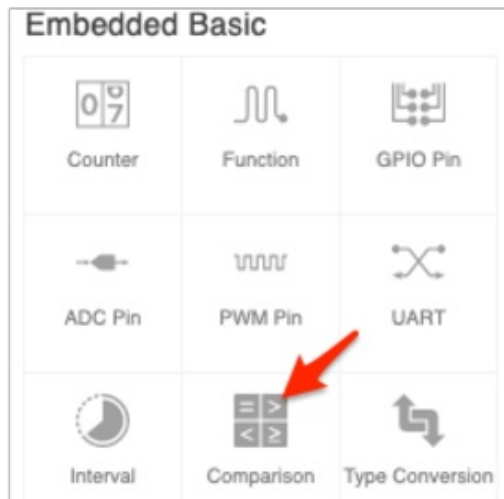 Embedded Basic
Counter Function GPIO Pin
ADC Pin PWM Pin UART
Interval Comparison Type Conversion